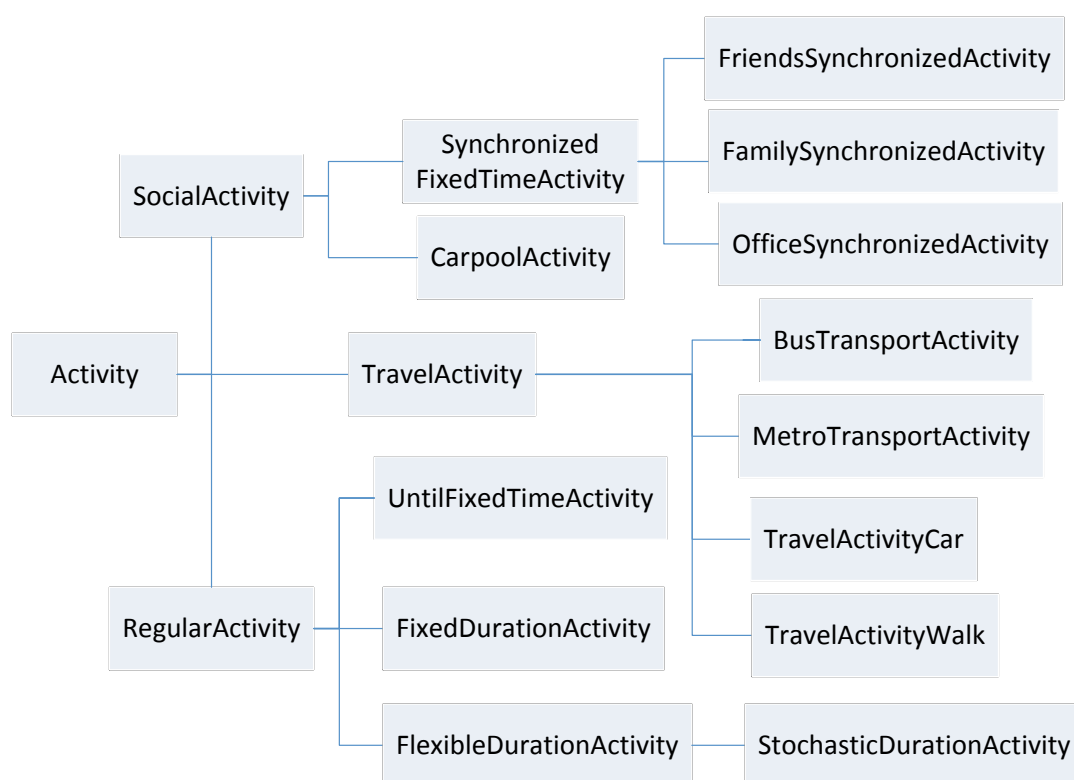 FriendsSynchronizedActivity
Synchronized
FixedTimeActivity
FamilySynchronizedActivity
SocialActivity
CarpoolActivity
OfficeSynchronizedActivity
Activity
TravelActivity
BusTransportActivity
MetroTransportActivity
UntilFixedTimeActivity
TravelActivityCar
RegularActivity
FixedDurationActivity
TravelActivityWalk
FlexibleDurationActivity
StochasticDurationActivity